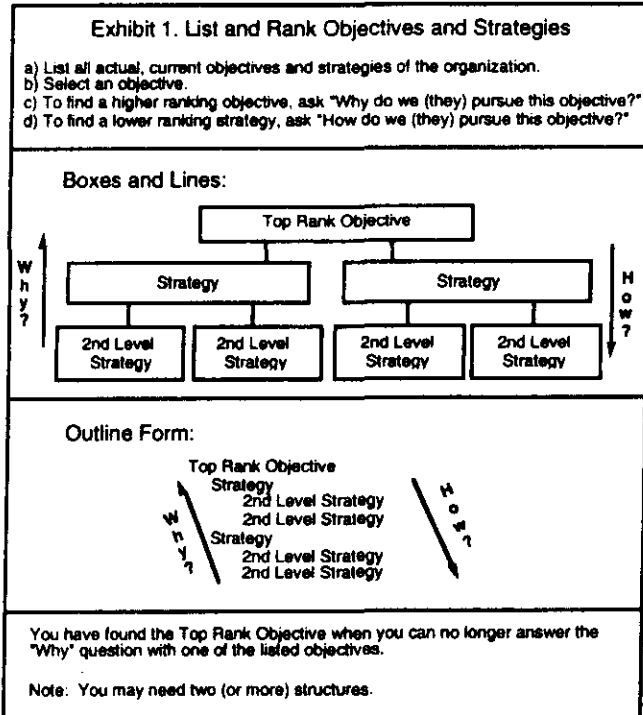 Exhibit 1. List and Rank Objectives and Strategies
a) List all actual, current objectives and strategies of the organization.
b) Select an objective.
c) To find a higher ranking objective, ask "Why do we (they) pursue this objective?"
d) To find a lower ranking strategy, ask "How do we (they) pursue this objective?"
Boxes and Lines:
Top Rank Objective
Why?
Strategy
Strategy
How?
2nd Level
Strategy
2nd Level
Strategy
2nd Level
Strategy
2nd Level
Strategy
Outline Form:
Top Rank Objective
Strategy
2nd Level Strategy
2nd Level Strategy
Strategy
2nd Level Strategy
2nd Level Strategy
Why?
How?
You have found the Top Rank Objective when you can no longer answer the
"Why" question with one of the listed objectives.
Note: You may need two (or more) structures.